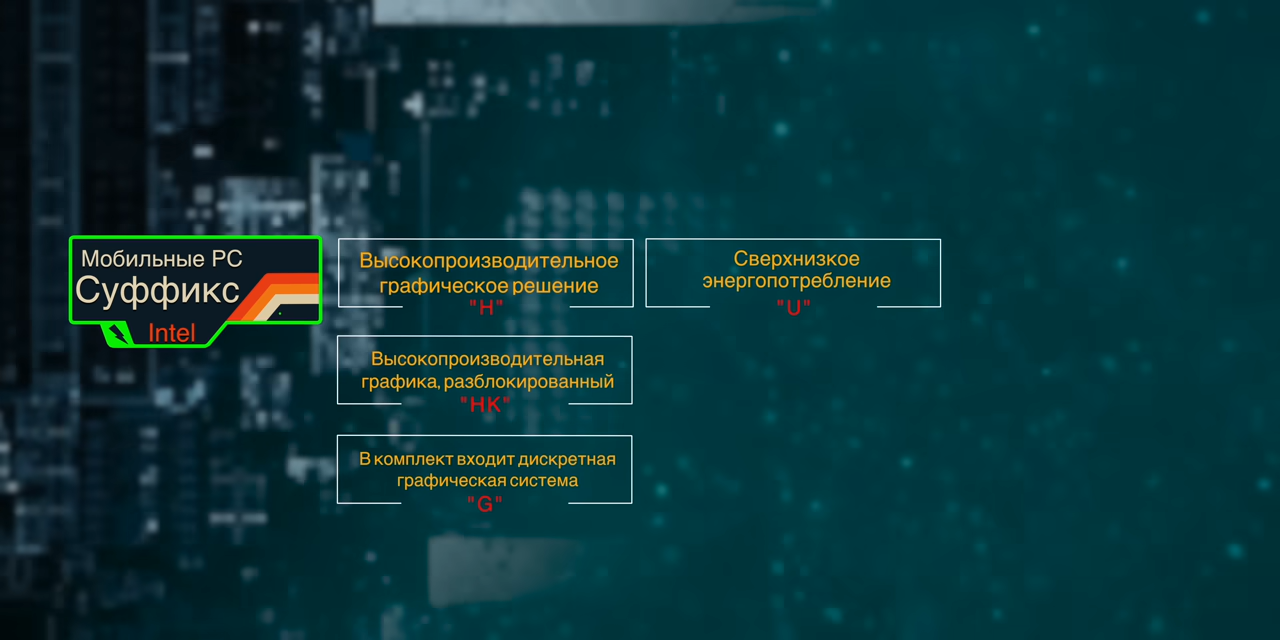 Мобильные PC
Суффикс
Intel
Высокопроизводительное
графическое решение
"H"
Сверхнизкое
энергопотребление
"U"
Высокопроизводительная
графика, разблокированный
"HK"
В комплект входит дискретная
графическая система
"G"